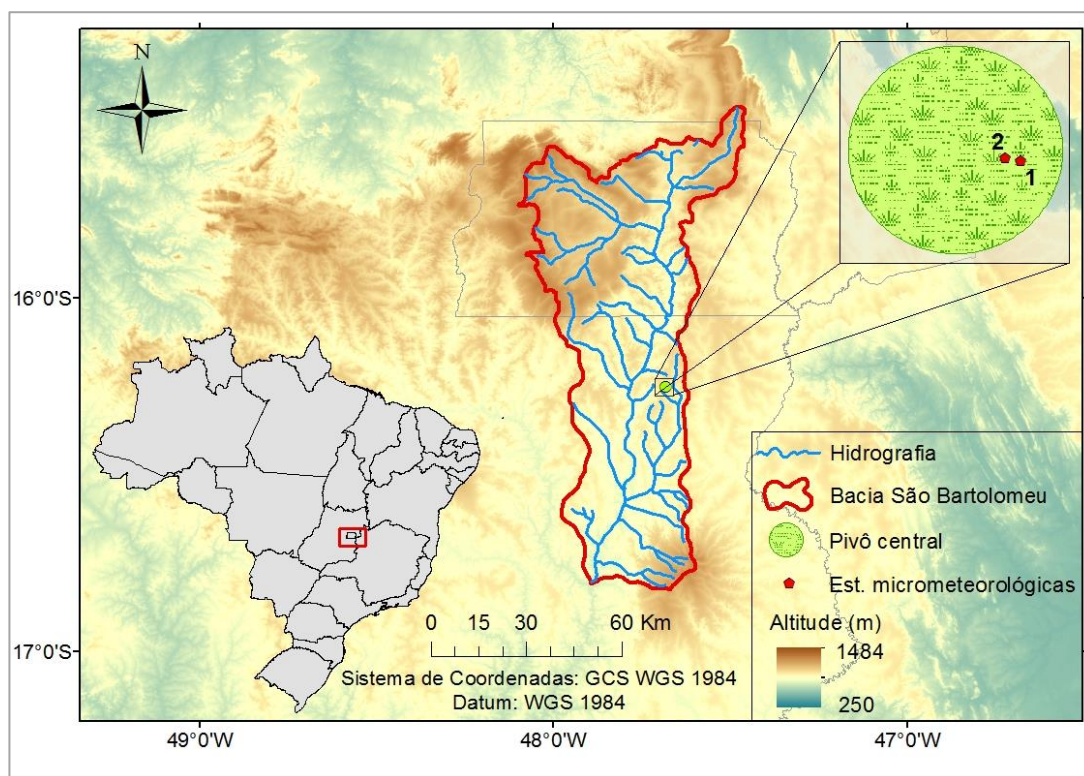 N
2
1
16°0'S
Hidrografia
Bacia São Bartolomeu
Pivô central
Est. micrometeorológicas
Altitude (m)
1484
250
0 15 30 60 Km
Sistema de Coordenadas: GCS WGS 1984
Datum: WGS 1984
17°0'S
49°0'W 48°0'W 47°0'W